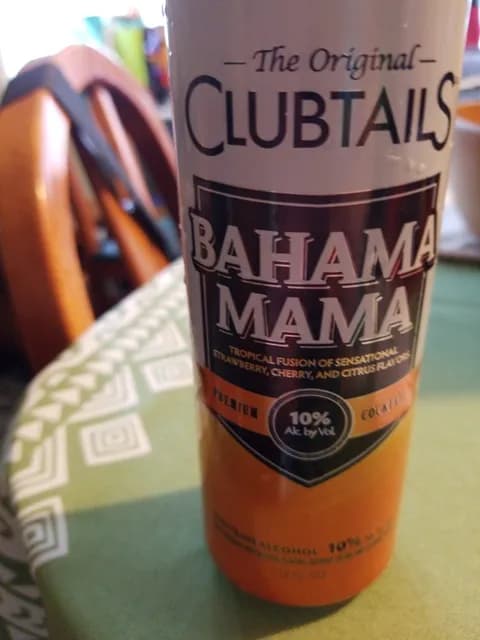 — The Original —
CLUBTAILS
BAHAMA
MAMA
TROPICAL FUSION OF SENSATIONAL
STRAWBERRY, CHERRY, AND CITRUS FLAVORS
PREMIUM
10%
Alc. by Vol.
ALCOHOL 10%